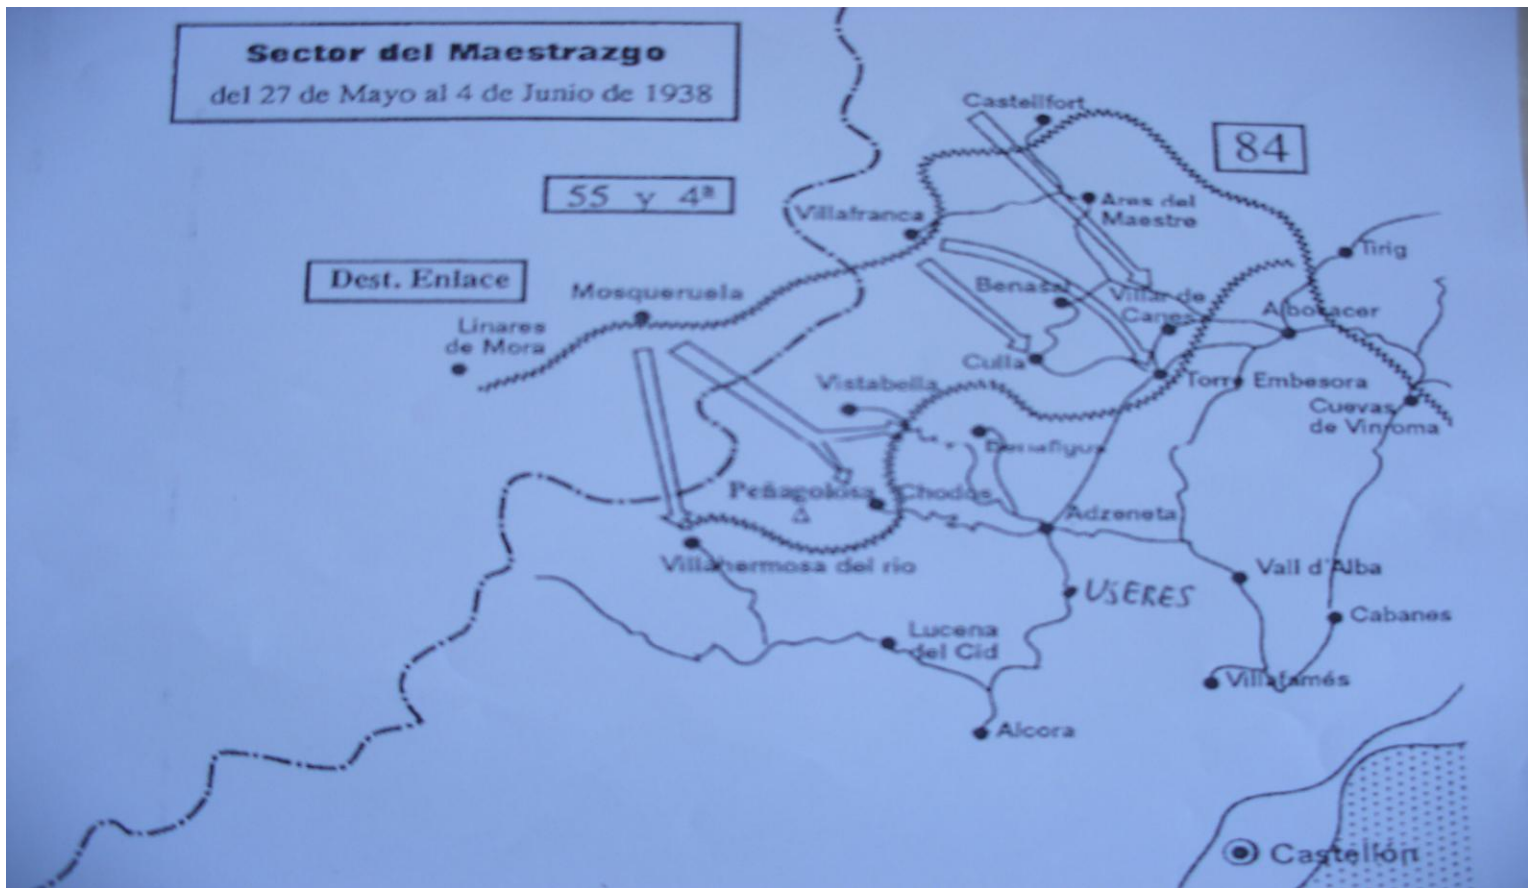 Sector del Maestrazgo
del 27 de Mayo al 4 de Junio de 1938
Castellfort
84
55 y 4ª
Ares del
Maestre
Villafranca
Tirig
Dest. Enlace
Mosqueruela
Benasal
Villar de
Canes
Albocacer
Linares
de Mora
Culla
Vistabella
Torre Embesora
Cuevas
de Vinroma
Benafigus
Peñagolosa
Chodos
Adzeneta
Villahermosa del rio
Vall d'Alba
USERES
Cabanes
Lucena
del Cid
Villafamés
Alcora
Castellón